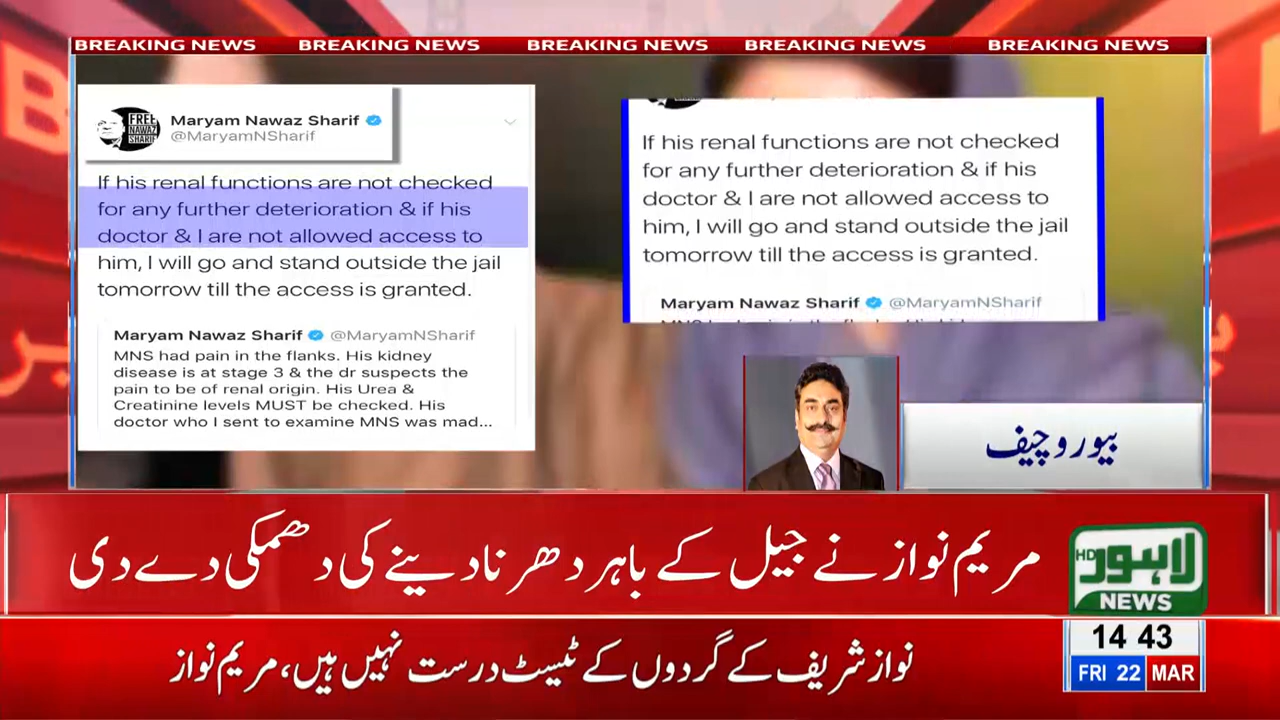 BREAKING NEWS BREAKING NEWS BREAKING NEWS BREAKING NEWS BREAKING NEWS
FREE NAWAZ SHARIF
Maryam Nawaz Sharif
@MaryamNSharif
If his renal functions are not checked
for any further deterioration & if his
doctor & I are not allowed access to
him, I will go and stand outside the jail
tomorrow till the access is granted.
Maryam Nawaz Sharif @MaryamNSharif
MNS had pain in the flanks. His kidney
disease is at stage 3 & the dr suspects the
pain to be of renal origin. His Urea &
Creatinine levels MUST be checked. His
doctor who I sent to examine MNS was mad...
If his renal functions are not checked
for any further deterioration & if his
doctor & I are not allowed access to
him, I will go and stand outside the jail
tomorrow till the access is granted.
Maryam Nawaz Sharif @MaryamNSharif
بیورو چیف
مریم نواز نے جیل کے باہر دھرنا دینے کی دھمکی دے دی
لاہور HD
NEWS
14 43
FRI 22 MAR
نواز شریف کے گردوں کے ٹیسٹ درست نہیں ہیں، مریم نواز